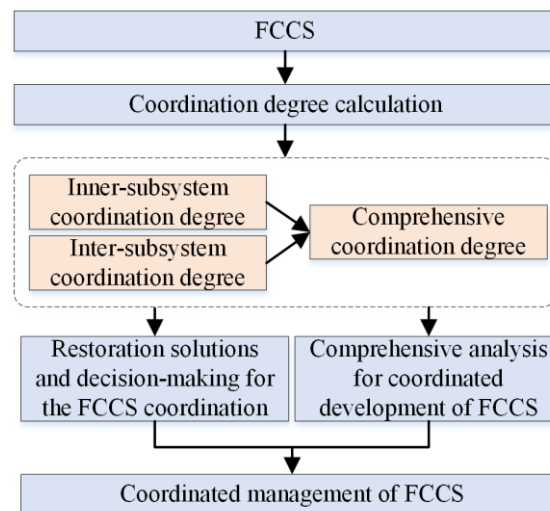 FCCS
Coordination degree calculation
Inner-subsystem
coordination degree
Inter-subsystem
coordination degree
Comprehensive
coordination degree
Restoration solutions
and decision-making for
the FCCS coordination
Comprehensive analysis
for coordinated
development of FCCS
Coordinated management of FCCS